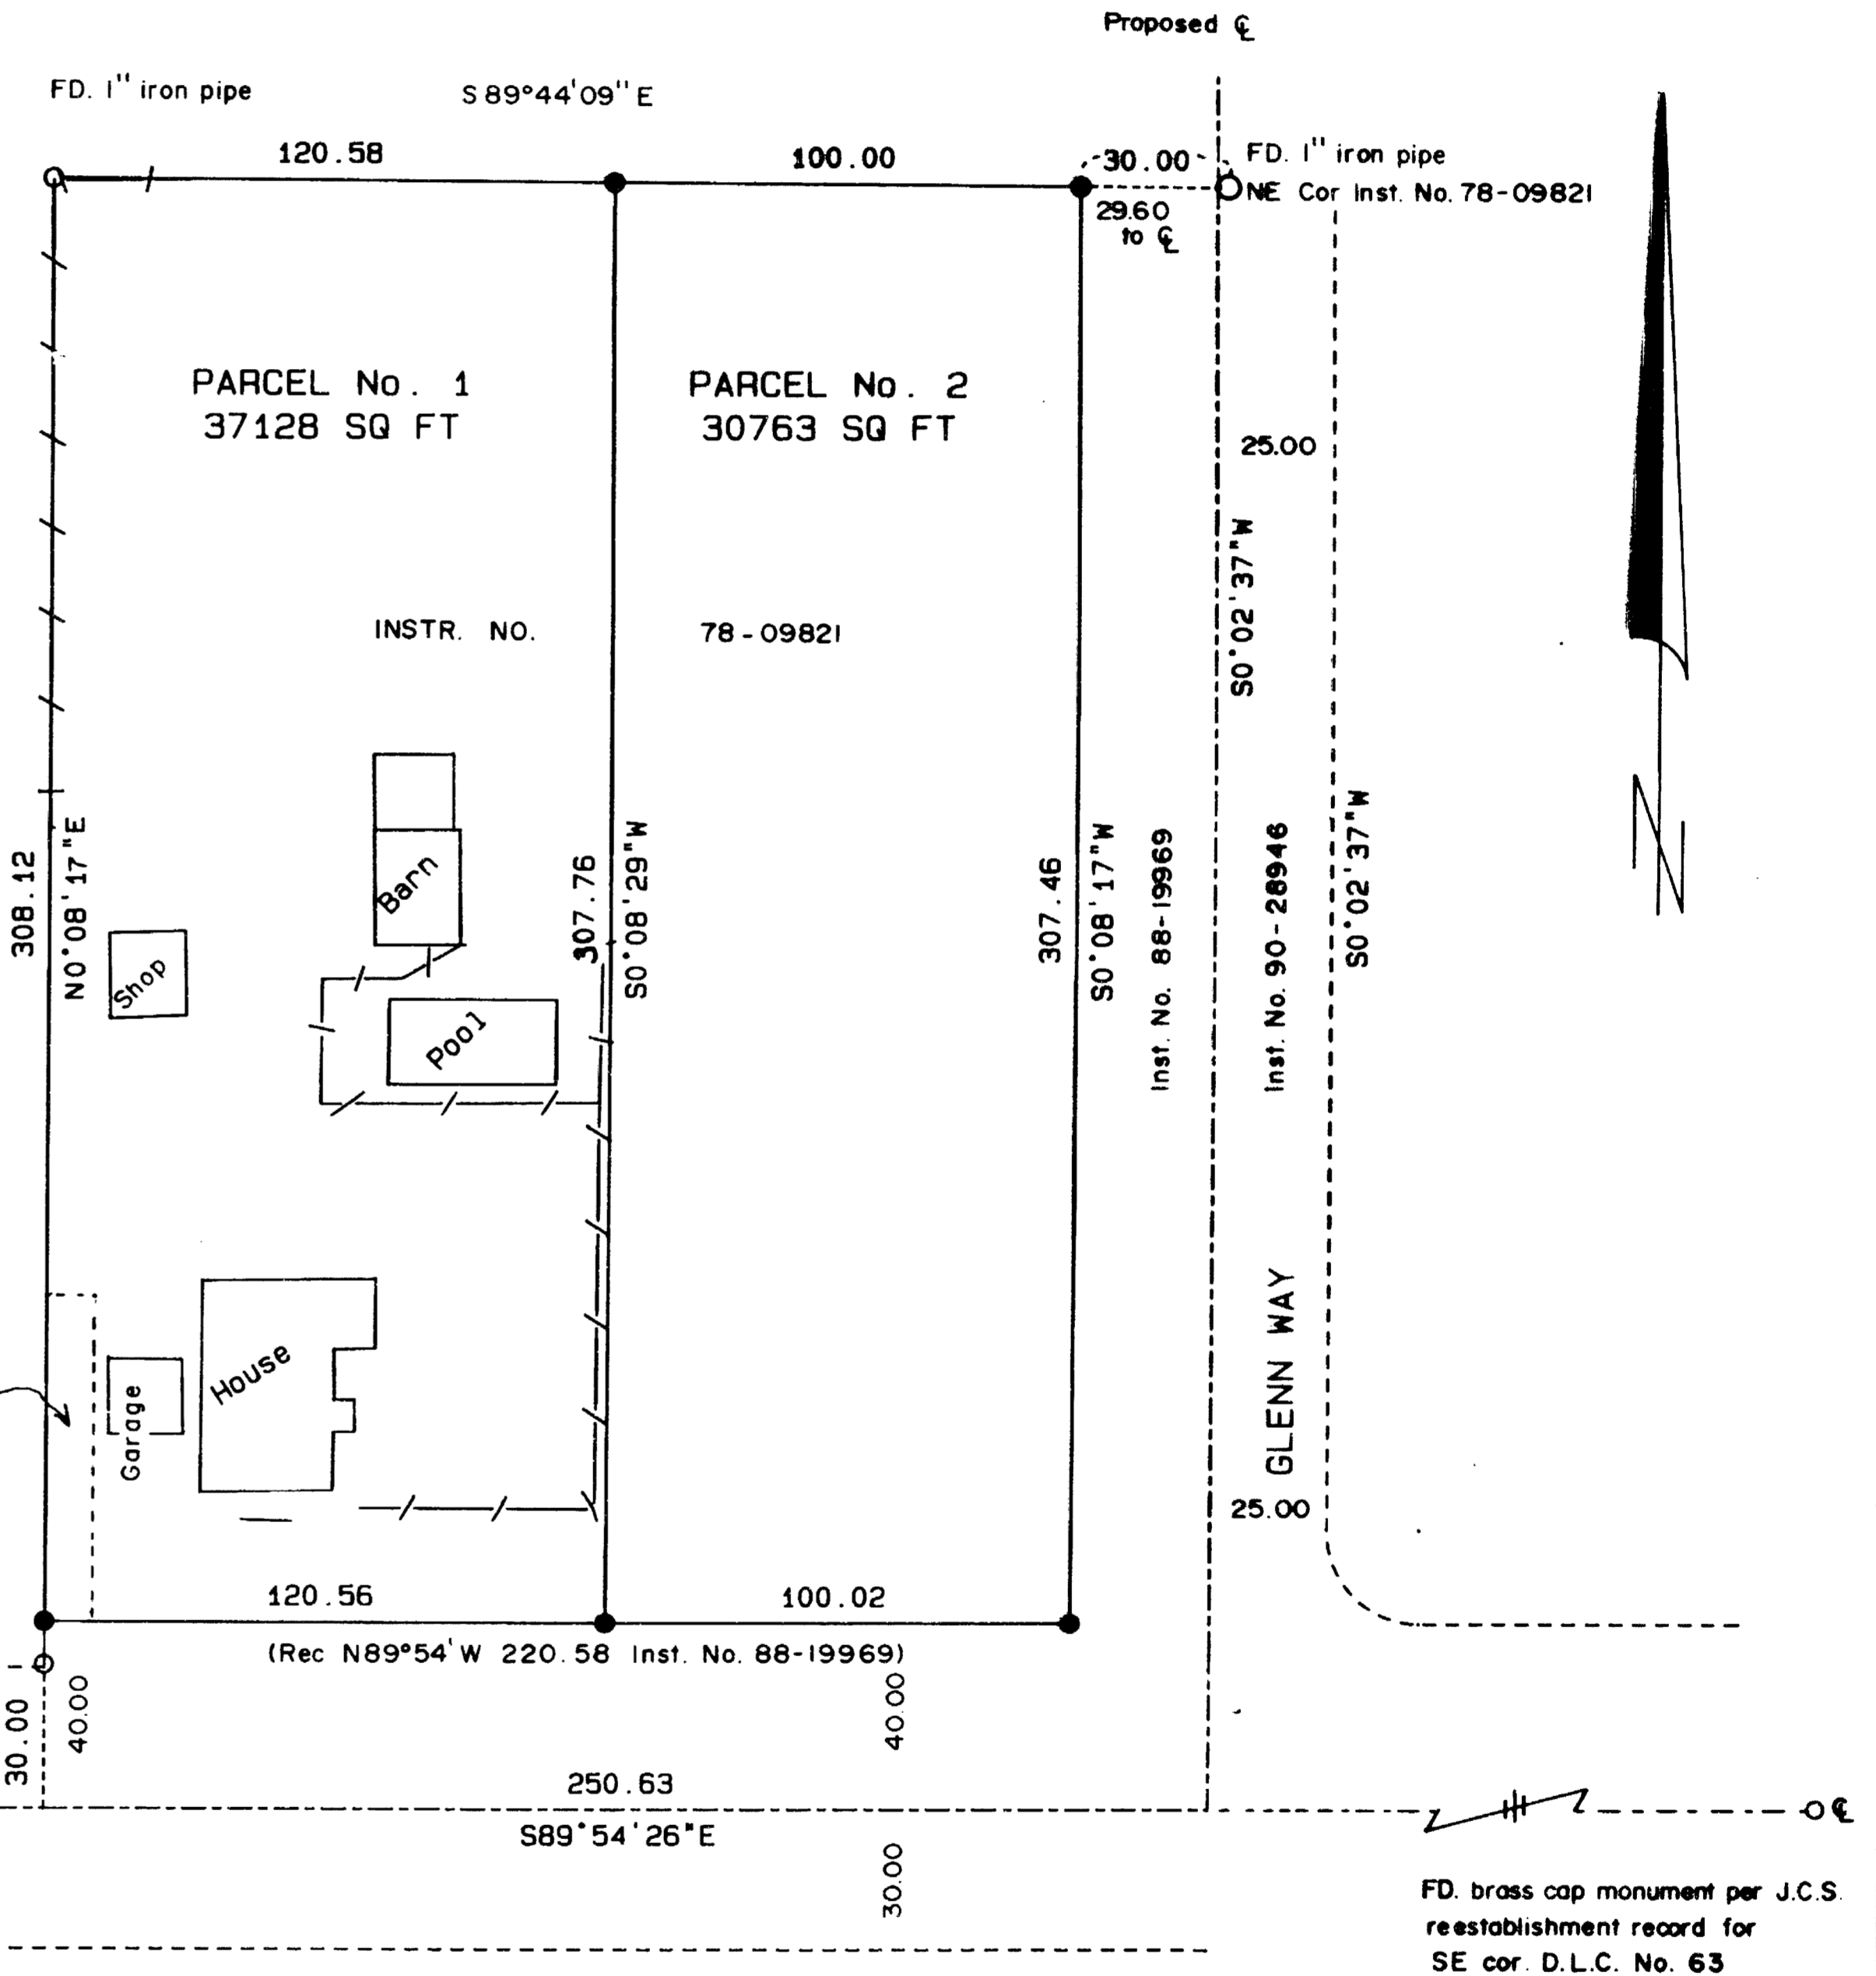 Proposed ℄
FD. 1" iron pipe
S 89°44'09" E
120.58
100.00
30.00
FD. 1" iron pipe
NE Cor Inst. No. 78-09821
29.60
to ℄
PARCEL No. 1
37128 SQ FT
PARCEL No. 2
30763 SQ FT
25.00
S0°02'37"W
INSTR. NO. 78-09821
308.12
N0°08'17"E
Barn
Shop
Pool
307.76
S0°08'29"W
307.46
S0°08'17"W
Inst. No. 88-19969
Inst. No. 90-28946
S0°02'37"W
N
House
Garage
GLENN WAY
25.00
120.56
100.02
(Rec N89°54'W 220.58 Inst. No. 88-19969)
30.00
40.00
40.00
250.63
S89°54'26"E
℄
30.00
FD. brass cap monument per J.C.S.
reestablishment record for
SE cor. D.L.C. No. 63